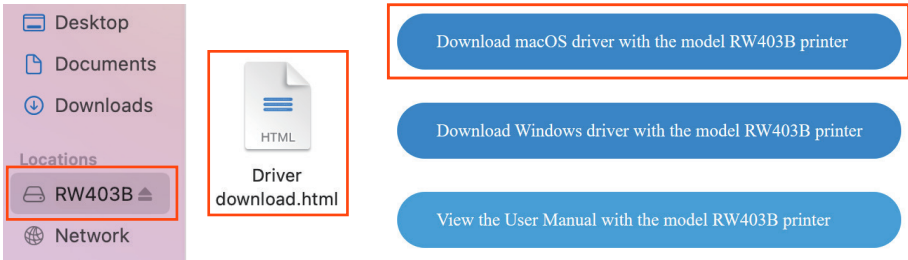 Desktop
Documents
Downloads
Locations
RW403B
Network
HTML
Driver
download.html
Download macOS driver with the model RW403B printer
Download Windows driver with the model RW403B printer
View the User Manual with the model RW403B printer